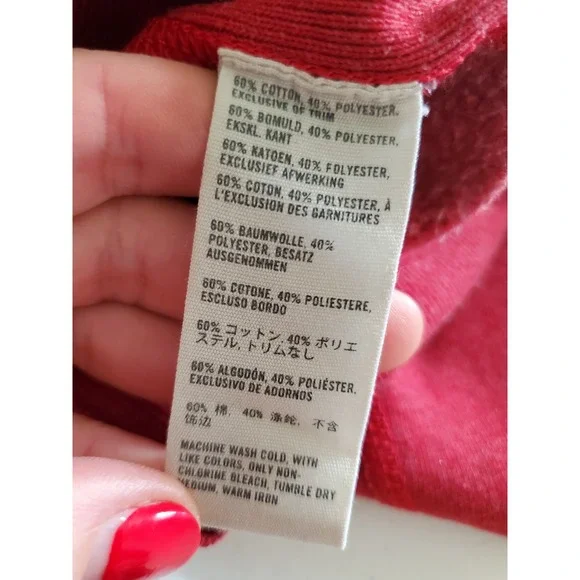 60% COTTON, 40% POLYESTER,
EXCLUSIVE OF TRIM
60% BOMULD, 40% POLYESTER,
EKSKL. KANT
60% KATOEN, 40% POLYESTER,
EXCLUSIEF AFWERKING
60% COTON, 40% POLYESTER, À
L'EXCLUSION DES GARNITURES
60% BAUMWOLLE, 40%
POLYESTER, BESATZ
AUSGENOMMEN
60% COTONE, 40% POLIESTERE,
ESCLUSO BORDO
60% コットン, 40% ポリエ
ステル, トリムなし
60% ALGODÓN, 40% POLIÉSTER,
EXCLUSIVO DE ADORNOS
60% 棉, 40% 涤纶, 不含
饰边
MACHINE WASH COLD, WITH
LIKE COLORS, ONLY NON-
CHLORINE BLEACH, TUMBLE DRY
MEDIUM, WARM IRON